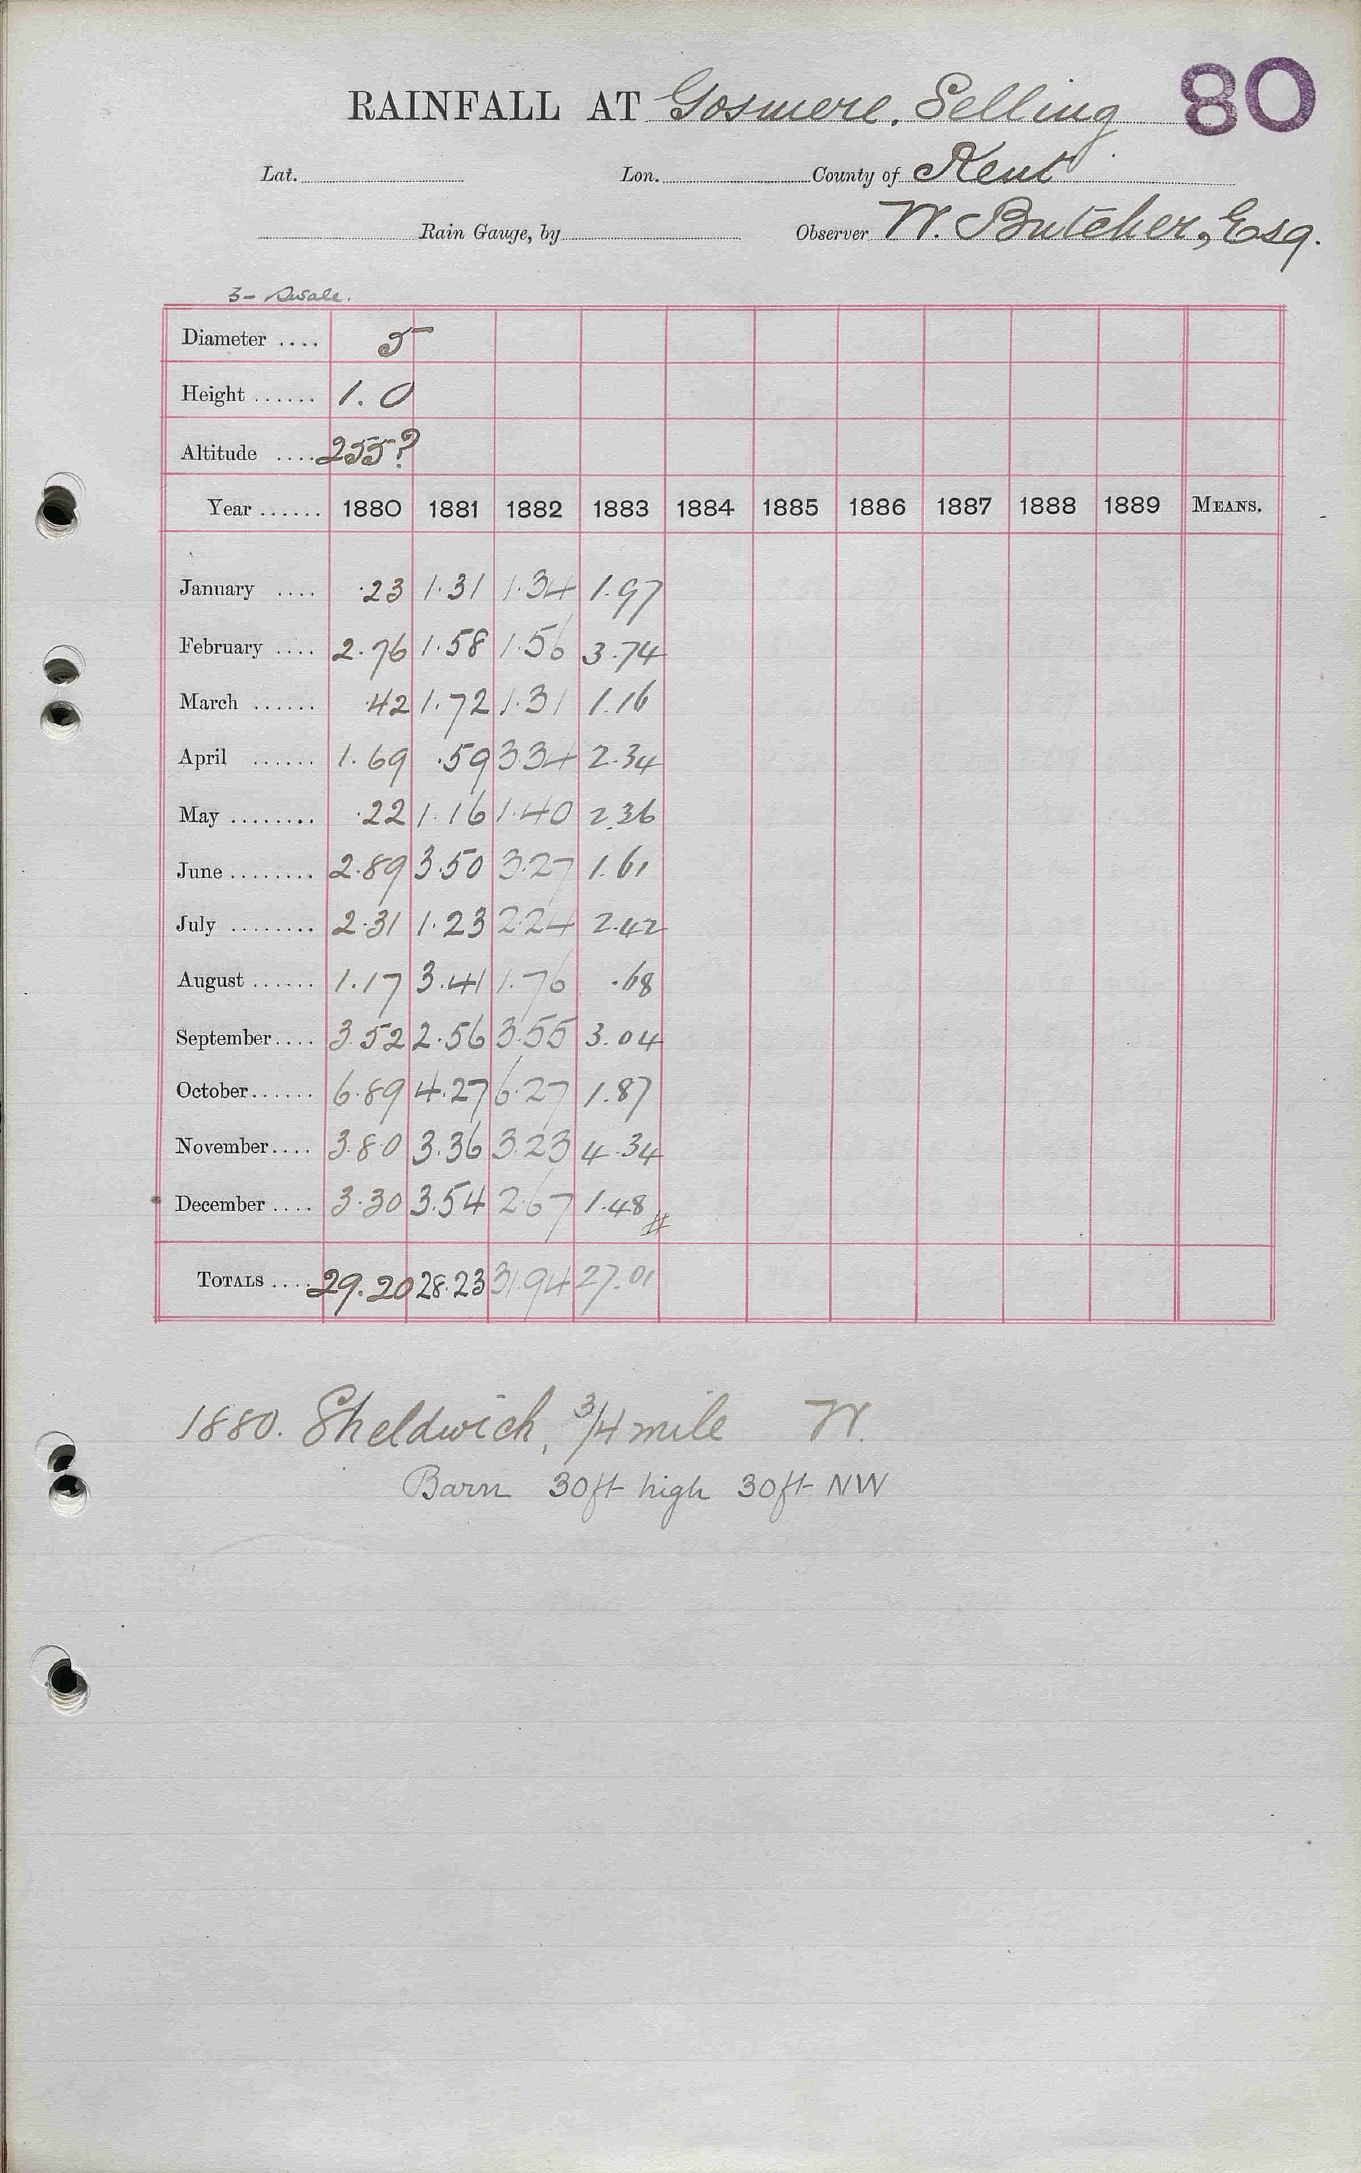 RAINFALL AT Gosmere, Selling 80
Lat. Lon. County of Kent
Rain Gauge, by Observer W. Butcher, Esq.
3-
Diameter .... 5
Height ...... 1.0
Altitude .... 255?
Year ...... 1880 1881 1882 1883 1884 1885 1886 1887 1888 1889 MEANS.
January .... .23 1.31 1.34 1.97
February .... 2.76 1.58 1.56 3.74
March ...... .42 1.72 1.31 1.16
April ...... 1.69 .59 3.34 2.34
May ........ .22 1.16 1.40 2.36
June ........ 2.89 3.50 3.27 1.61
July ........ 2.31 1.23 2.24 2.42
August ...... 1.17 3.41 1.76 .68
September.... 3.52 2.56 3.55 3.04
October...... 6.89 4.27 6.27 1.87
November.... 3.80 3.36 3.23 4.34
December .... 3.30 3.54 2.67 1.48
TOTALS .... 29.20 28.23 31.94 27.01
1880. Sheldwich, 3/4 mile W.
Barn 30ft high 30ft NW